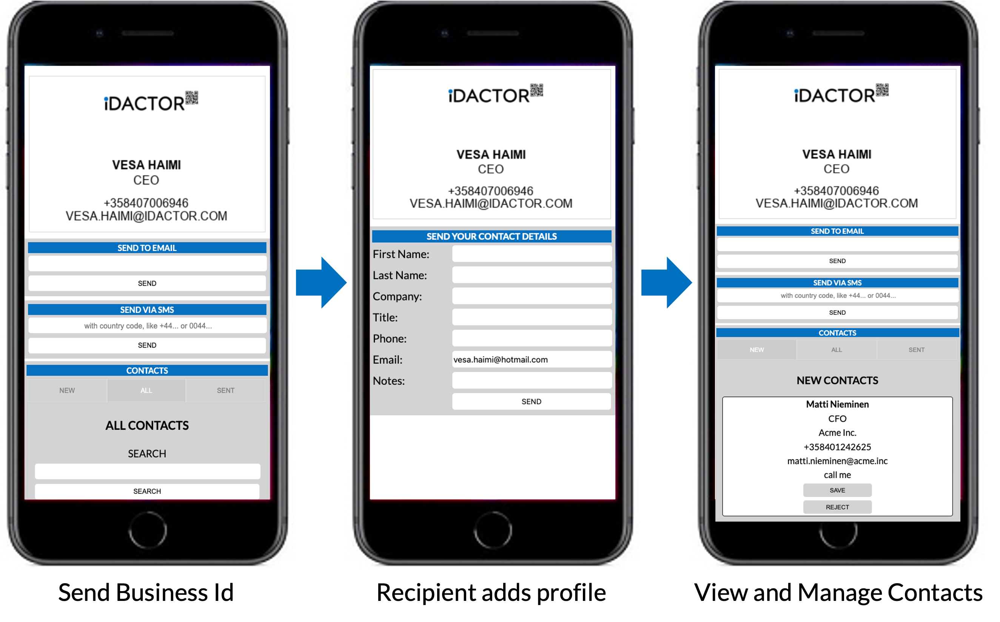 iDACTOR
VESA HAIMI
CEO
+358407006946
VESA.HAIMI@IDACTOR.COM
SEND TO EMAIL
SEND
SEND VIA SMS
with country code, like +44... or 0044...
SEND
CONTACTS
NEW ALL SENT
ALL CONTACTS
SEARCH
SEARCH
Send Business Id
iDACTOR
VESA HAIMI
CEO
+358407006946
VESA.HAIMI@IDACTOR.COM
SEND YOUR CONTACT DETAILS
First Name:
Last Name:
Company:
Title:
Phone:
Email: vesa.haimi@hotmail.com
Notes:
SEND
Recipient adds profile
iDACTOR
VESA HAIMI
CEO
+358407006946
VESA.HAIMI@IDACTOR.COM
SEND TO EMAIL
SEND
SEND VIA SMS
with country code, like +44... or 0044...
SEND
CONTACTS
NEW ALL SENT
NEW CONTACTS
Matti Nieminen
CFO
Acme Inc.
+358401242625
matti.nieminen@acme.inc
call me
SAVE
REJECT
View and Manage Contacts